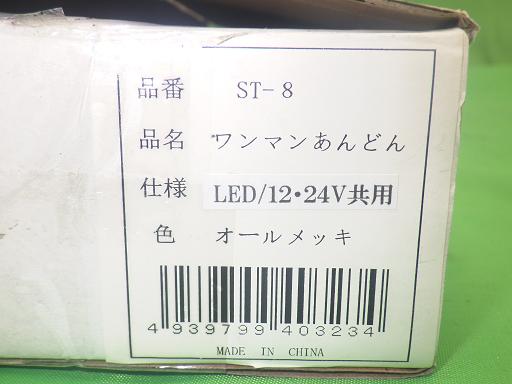 品番 ST-8
品名 ワンマンあんどん
仕様 LED/12・24V共用
色 オールメッキ
4 939799 403234
MADE IN CHINA